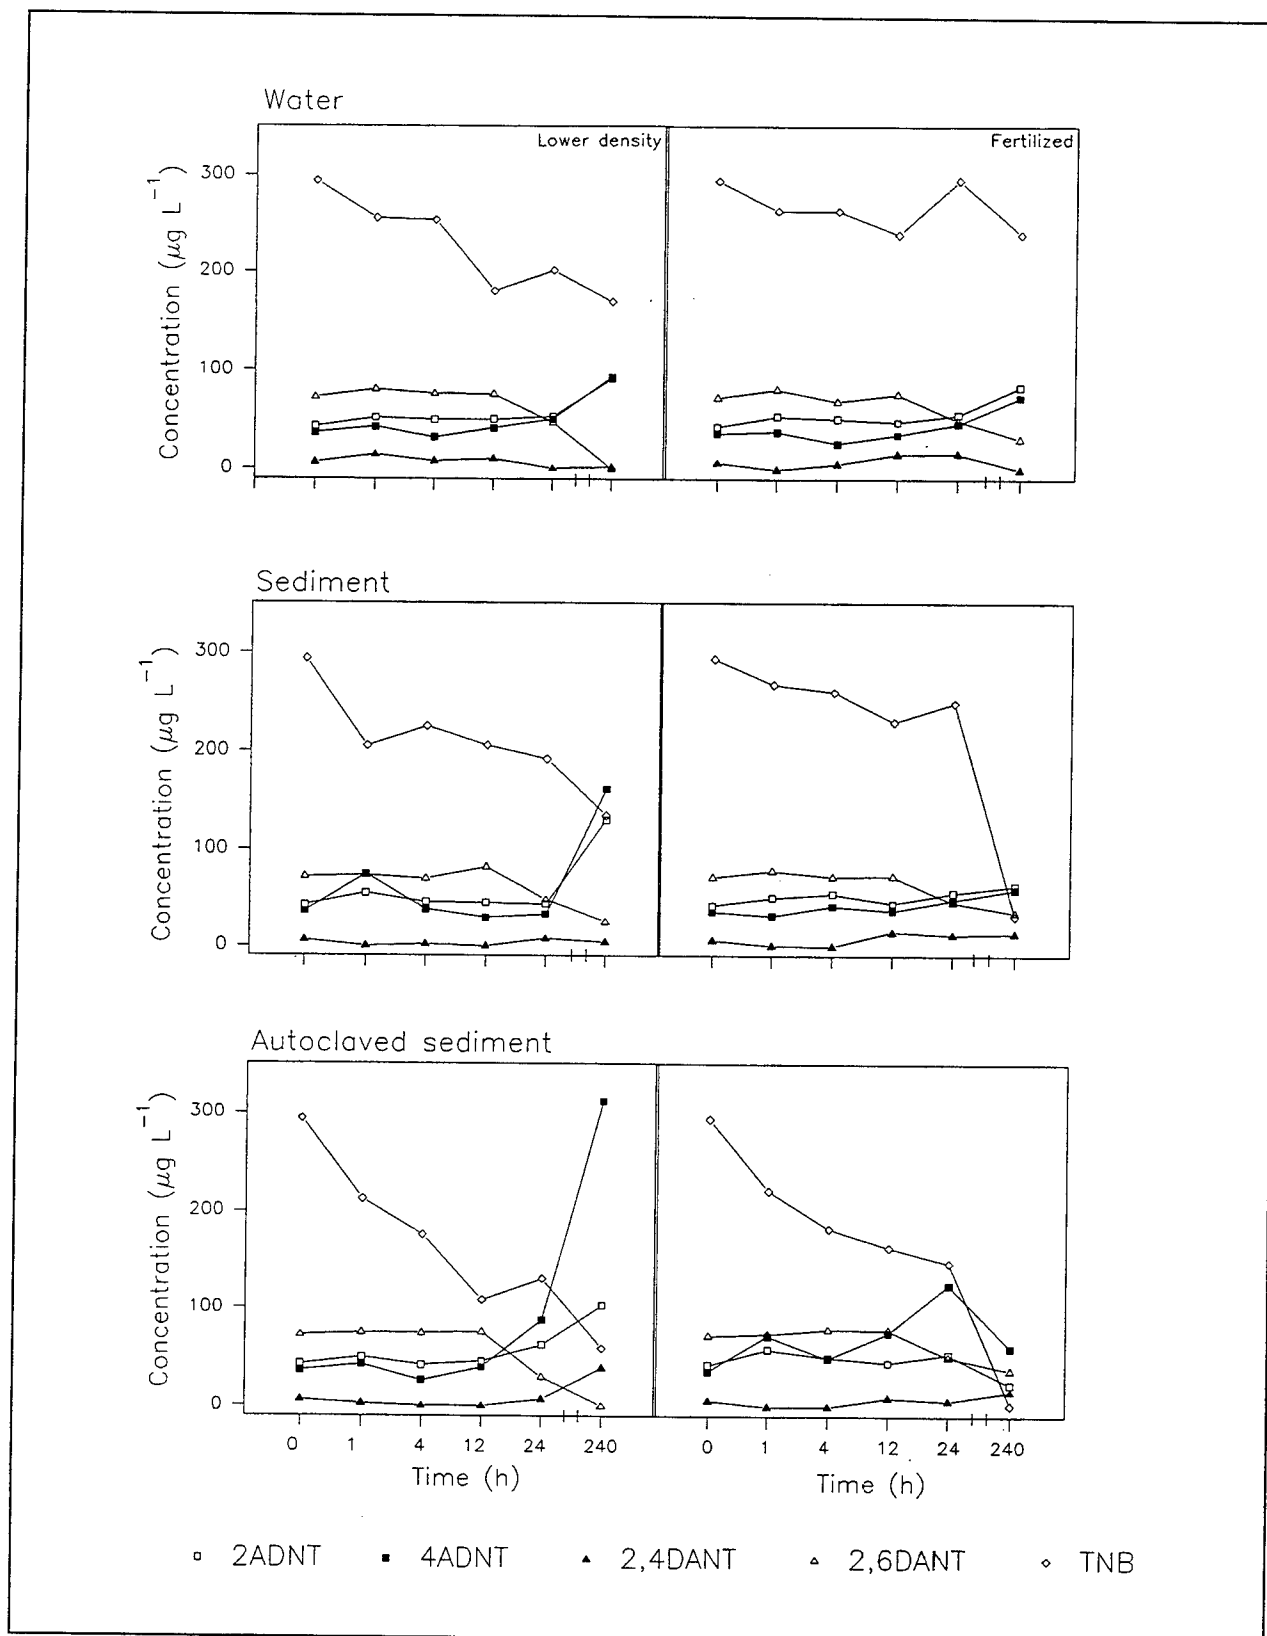 Water
Lower density
Fertilized
Concentration (µg L⁻¹)
300
200
100
0
Sediment
Concentration (µg L⁻¹)
300
200
100
0
Autoclaved sediment
Concentration (µg L⁻¹)
300
200
100
0
0 1 4 12 24 240
0 1 4 12 24 240
Time (h)
Time (h)
2ADNT 4ADNT 2,4DANT 2,6DANT TNB